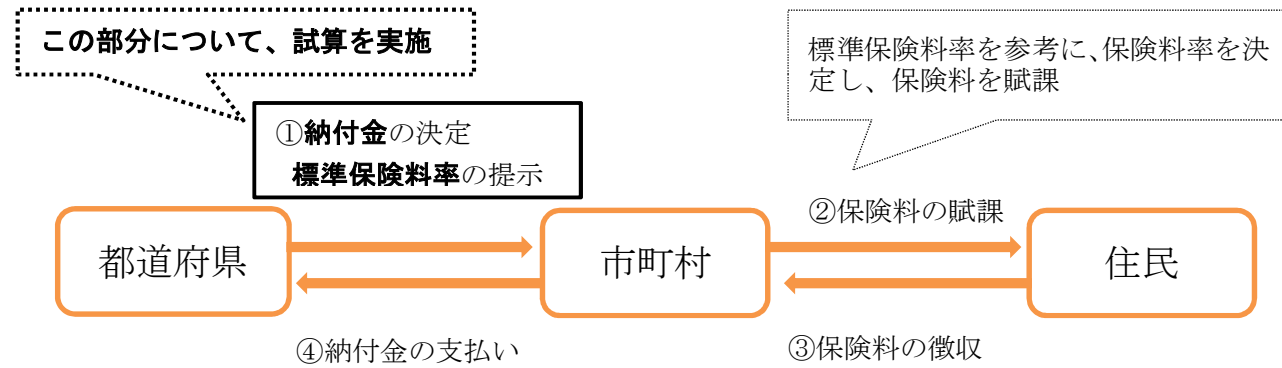 この部分について、試算を実施
標準保険料率を参考に、保険料率を決
定し、保険料を賦課
①納付金の決定
標準保険料率の提示
②保険料の賦課
都道府県
市町村
住民
④納付金の支払い
③保険料の徴収